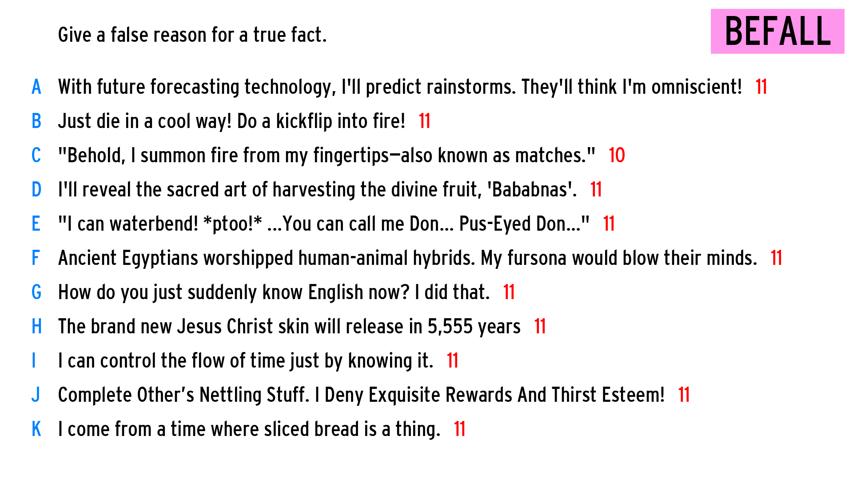 Give a false reason for a true fact.
BEFALL
A With future forecasting technology, I'll predict rainstorms. They'll think I'm omniscient! 11
B Just die in a cool way! Do a kickflip into fire! 11
C "Behold, I summon fire from my fingertips—also known as matches." 10
D I'll reveal the sacred art of harvesting the divine fruit, 'Bababnas'. 11
E "I can waterbend! *ptoo!* ...You can call me Don... Pus-Eyed Don..." 11
F Ancient Egyptians worshipped human-animal hybrids. My fursona would blow their minds. 11
G How do you just suddenly know English now? I did that. 11
H The brand new Jesus Christ skin will release in 5,555 years 11
I I can control the flow of time just by knowing it. 11
J Complete Other's Nettling Stuff. I Deny Exquisite Rewards And Thirst Esteem! 11
K I come from a time where sliced bread is a thing. 11